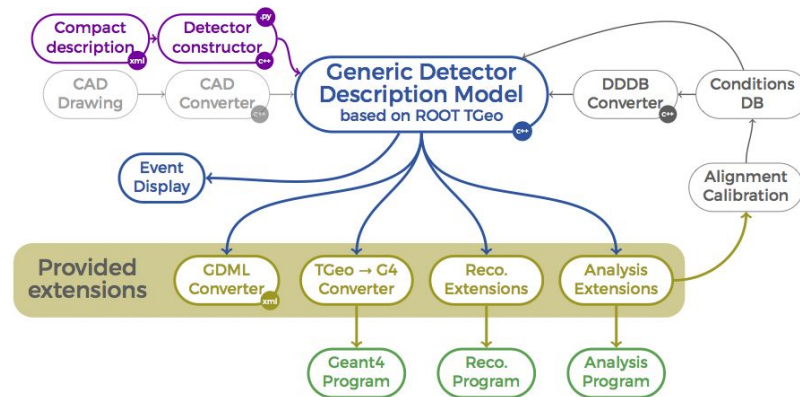 Compact
description
xml
Detector
constructor
.py
c++
CAD
Drawing
CAD
Converter
c++
Generic Detector
Description Model
based on ROOT TGeo
c++
DDDB
Converter
c++
Conditions
DB
Event
Display
Alignment
Calibration
Provided
extensions
GDML
Converter
xml
TGeo → G4
Converter
Reco.
Extensions
Analysis
Extensions
Geant4
Program
Reco.
Program
Analysis
Program